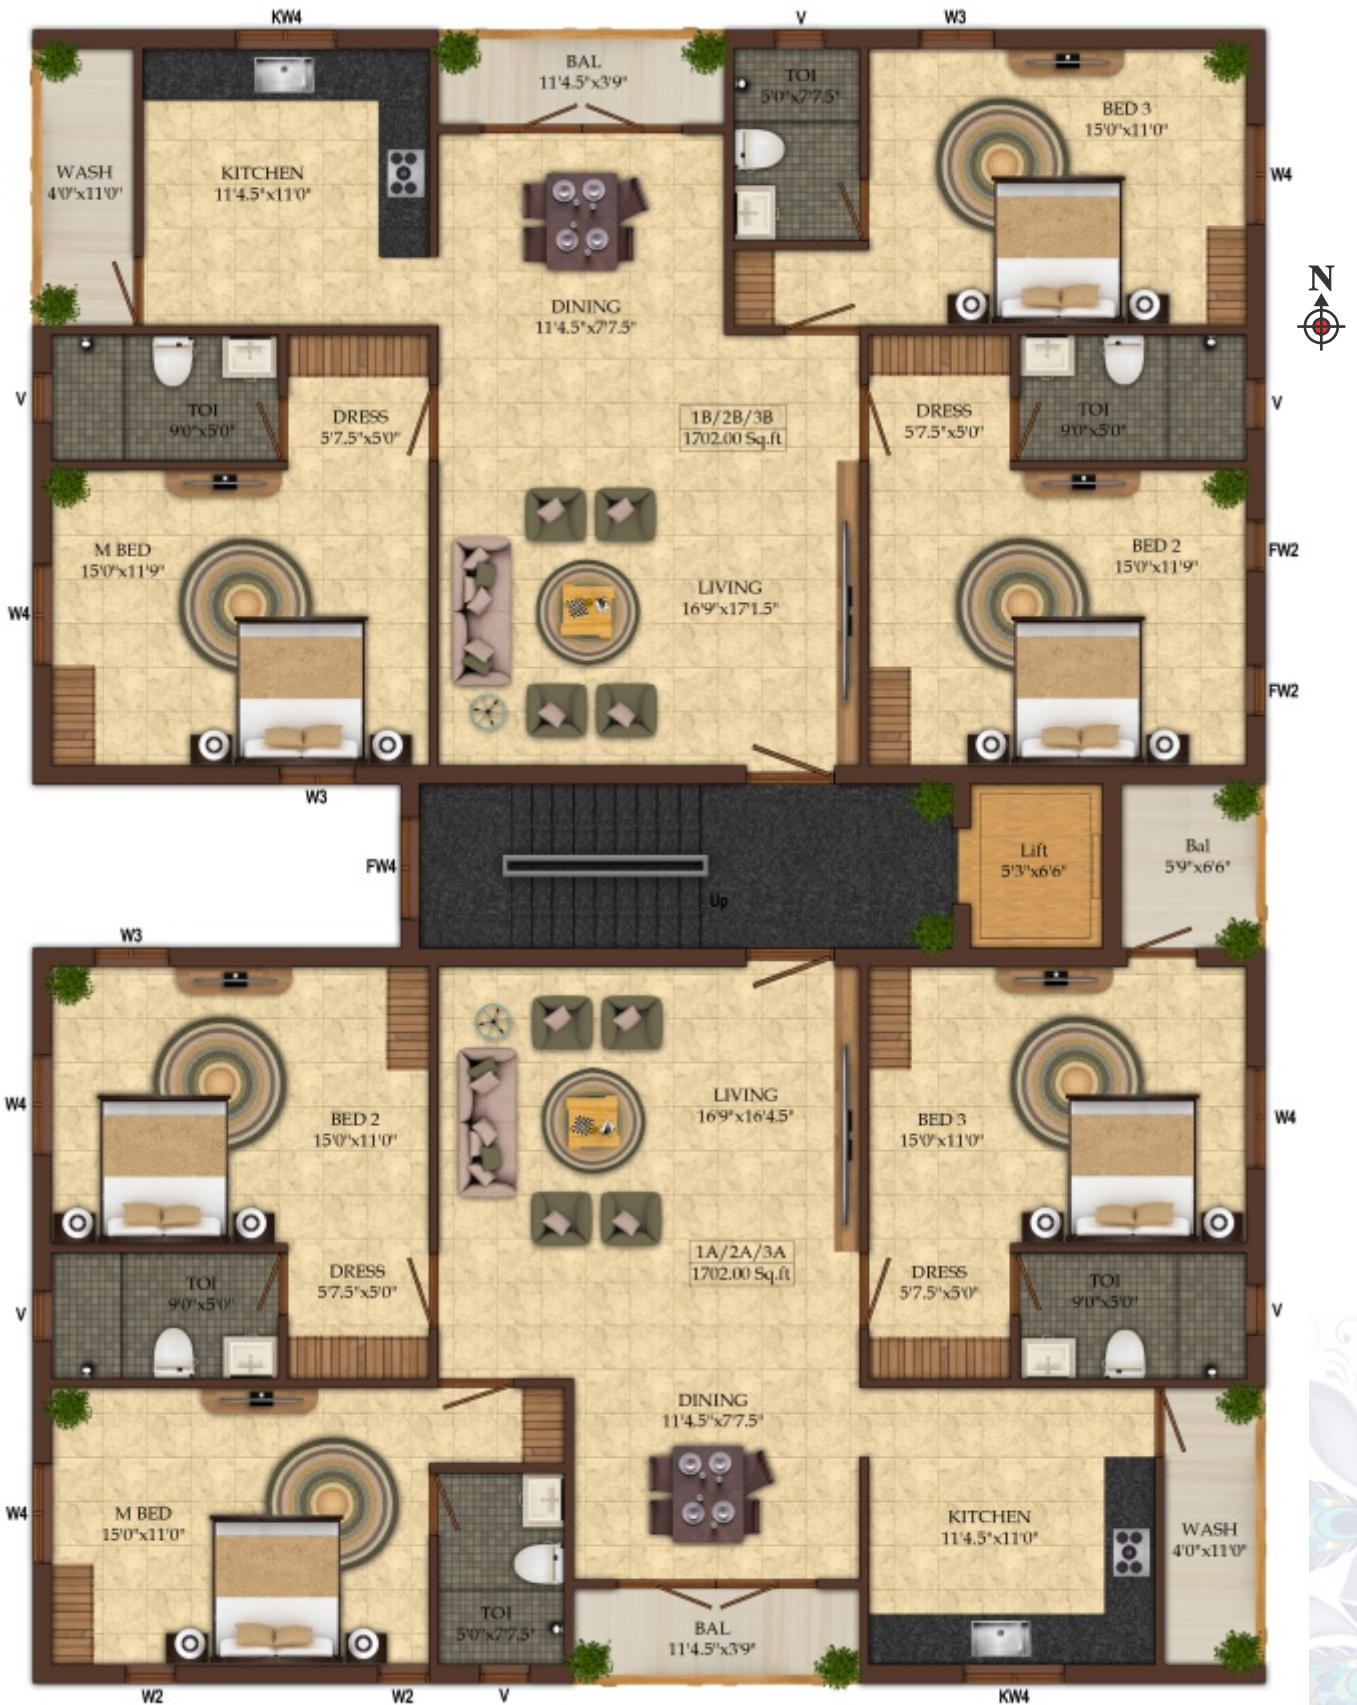 KW4
V
W3
BAL
11'4.5"x3'9"
TOI
5'0"x7'7.5"
BED 3
15'0"x11'0"
WASH
4'0"x11'0"
KITCHEN
11'4.5"x11'0"
W4
N
DINING
11'4.5"x7'7.5"
V
TOI
9'0"x5'0"
DRESS
5'7.5"x5'0"
1B/2B/3B
1702.00 Sq.ft
DRESS
5'7.5"x5'0"
TOI
9'0"x5'0"
V
M BED
15'0"x11'9"
BED 2
15'0"x11'9"
FW2
LIVING
16'9"x17'1.5"
W4
FW2
W3
FW4
Up
Lift
5'3"x6'6"
Bal
5'9"x6'6"
W3
W4
BED 2
15'0"x11'0"
LIVING
16'9"x16'4.5"
BED 3
15'0"x11'0"
W4
1A/2A/3A
1702.00 Sq.ft
V
TOI
9'0"x5'0"
DRESS
5'7.5"x5'0"
DRESS
5'7.5"x5'0"
TOI
9'0"x5'0"
V
DINING
11'4.5"x7'7.5"
W4
M BED
15'0"x11'0"
KITCHEN
11'4.5"x11'0"
WASH
4'0"x11'0"
TOI
5'0"x7'7.5"
BAL
11'4.5"x3'9"
W2
W2
V
KW4